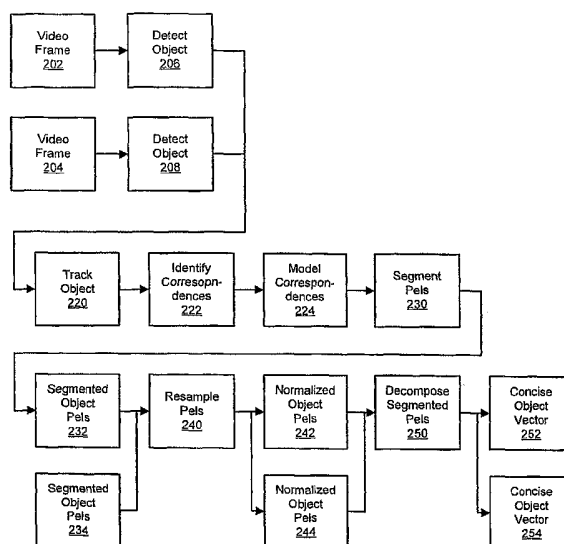 Video
Frame
202
Detect
Object
206
Video
Frame
204
Detect
Object
208
Track
Object
220
Identify
Corresopn-
dences
222
Model
Correspon-
dences
224
Segment
Pels
230
Segmented
Object
Pels
232
Resample
Pels
240
Normalized
Object
Pels
242
Decompose
Segmented
Pels
250
Concise
Object
Vector
252
Segmented
Object
Pels
234
Normalized
Object
Pels
244
Concise
Object
Vector
254